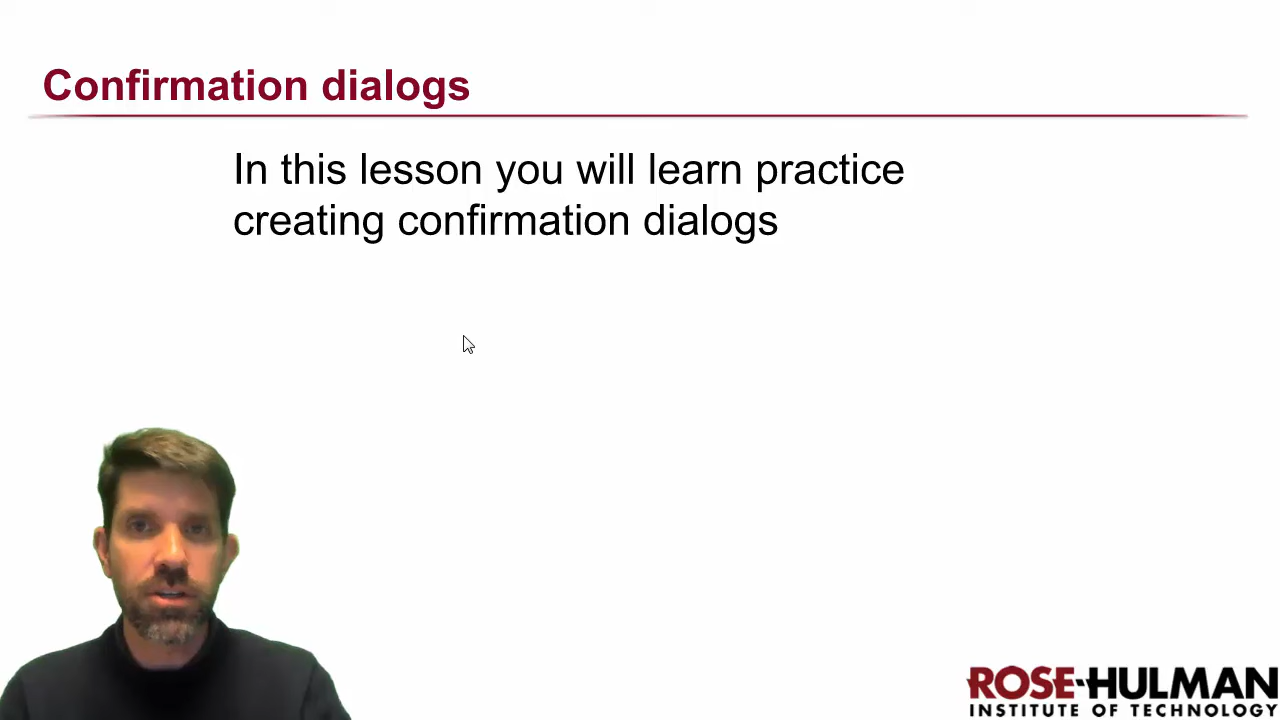 Confirmation dialogs
In this lesson you will learn practice
creating confirmation dialogs
ROSE-HULMAN
INSTITUTE OF TECHNOLOGY